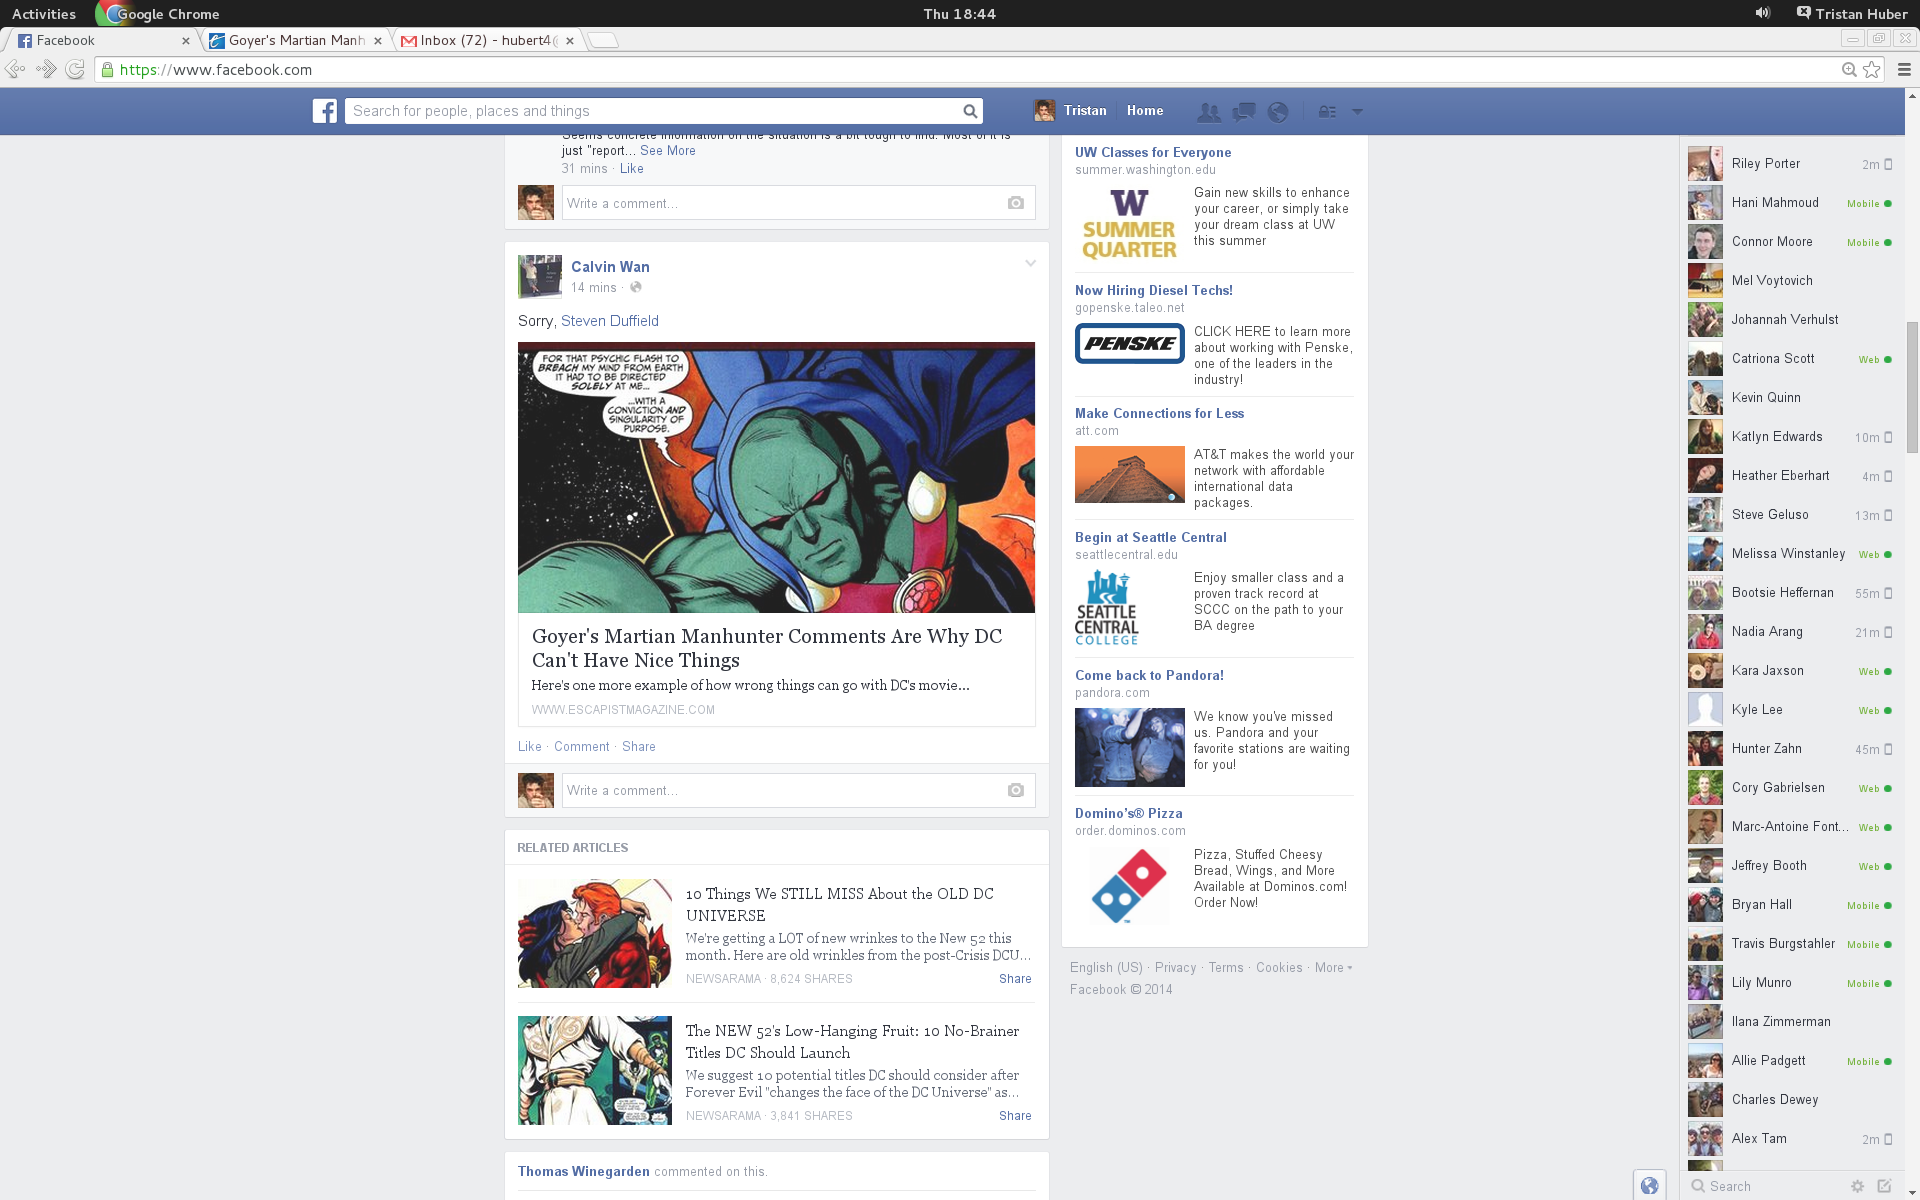 Activities
Google Chrome
Thu 18:44
Tristan Huber
Facebook
Goyer's Martian Manh
Inbox (72) - hubert4@
https://www.facebook.com
Search for people, places and things
Tristan
Home
Seems concrete information on the situation is a bit tough to find. Most of it is
just "report... See More
31 mins · Like
Write a comment...
Calvin Wan
14 mins ·
Sorry, Steven Duffield
FOR THAT PSYCHIC FLASH TO
BREACH MY MIND FROM EARTH
IT HAD TO BE DIRECTED
SOLELY AT ME...
...WITH A
CONVICTION AND
SINGULARITY OF
PURPOSE.
Goyer's Martian Manhunter Comments Are Why DC
Can't Have Nice Things
Here's one more example of how wrong things can go with DC's movie...
WWW.ESCAPISTMAGAZINE.COM
Like · Comment · Share
Write a comment...
RELATED ARTICLES
10 Things We STILL MISS About the OLD DC
UNIVERSE
We're getting a LOT of new wrinkes to the New 52 this
month. Here are old wrinkles from the post-Crisis DCU...
NEWSARAMA · 8,624 SHARES
Share
The NEW 52's Low-Hanging Fruit: 10 No-Brainer
Titles DC Should Launch
We suggest 10 potential titles DC should consider after
Forever Evil "changes the face of the DC Universe" as...
NEWSARAMA · 3,841 SHARES
Share
Thomas Winegarden commented on this.
UW Classes for Everyone
summer.washington.edu
W
SUMMER
QUARTER
Gain new skills to enhance
your career, or simply take
your dream class at UW
this summer
Now Hiring Diesel Techs!
gopenske.taleo.net
PENSKE
CLICK HERE to learn more
about working with Penske,
one of the leaders in the
industry!
Make Connections for Less
att.com
AT&T makes the world your
network with affordable
international data
packages.
Begin at Seattle Central
seattlecentral.edu
SEATTLE
CENTRAL
COLLEGE
Enjoy smaller class and a
proven track record at
SCCC on the path to your
BA degree
Come back to Pandora!
pandora.com
We know you've missed
us. Pandora and your
favorite stations are waiting
for you!
Domino's® Pizza
order.dominos.com
Pizza, Stuffed Cheesy
Bread, Wings, and More
Available at Dominos.com!
Order Now!
English (US) · Privacy · Terms · Cookies · More
Facebook © 2014
Riley Porter 2m
Hani Mahmoud Mobile
Connor Moore Mobile
Mel Voytovich
Johannah Verhulst
Catriona Scott Web
Kevin Quinn
Katlyn Edwards 10m
Heather Eberhart 4m
Steve Geluso 13m
Melissa Winstanley Web
Bootsie Heffernan 55m
Nadia Arang 21m
Kara Jaxson Web
Kyle Lee Web
Hunter Zahn 45m
Cory Gabrielsen Web
Marc-Antoine Font... Web
Jeffrey Booth Web
Bryan Hall Mobile
Travis Burgstahler Mobile
Lily Munro Mobile
Ilana Zimmerman
Allie Padgett Mobile
Charles Dewey
Alex Tam 2m
Search